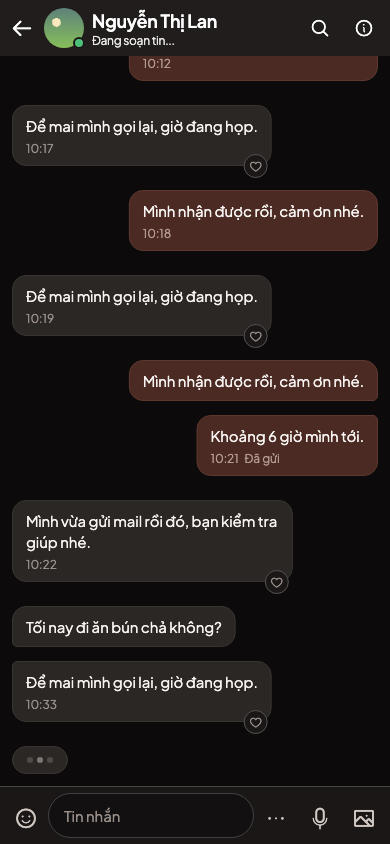 Nguyễn Thị Lan
Đang soạn tin...
10:12
Để mai mình gọi lại, giờ đang họp.
10:17
Mình nhận được rồi, cảm ơn nhé.
10:18
Để mai mình gọi lại, giờ đang họp.
10:19
Mình nhận được rồi, cảm ơn nhé.
Khoảng 6 giờ mình tới.
10:21 Đã gửi
Mình vừa gửi mail rồi đó, bạn kiểm tra
giúp nhé.
10:22
Tối nay đi ăn bún chả không?
Để mai mình gọi lại, giờ đang họp.
10:33
Tin nhắn